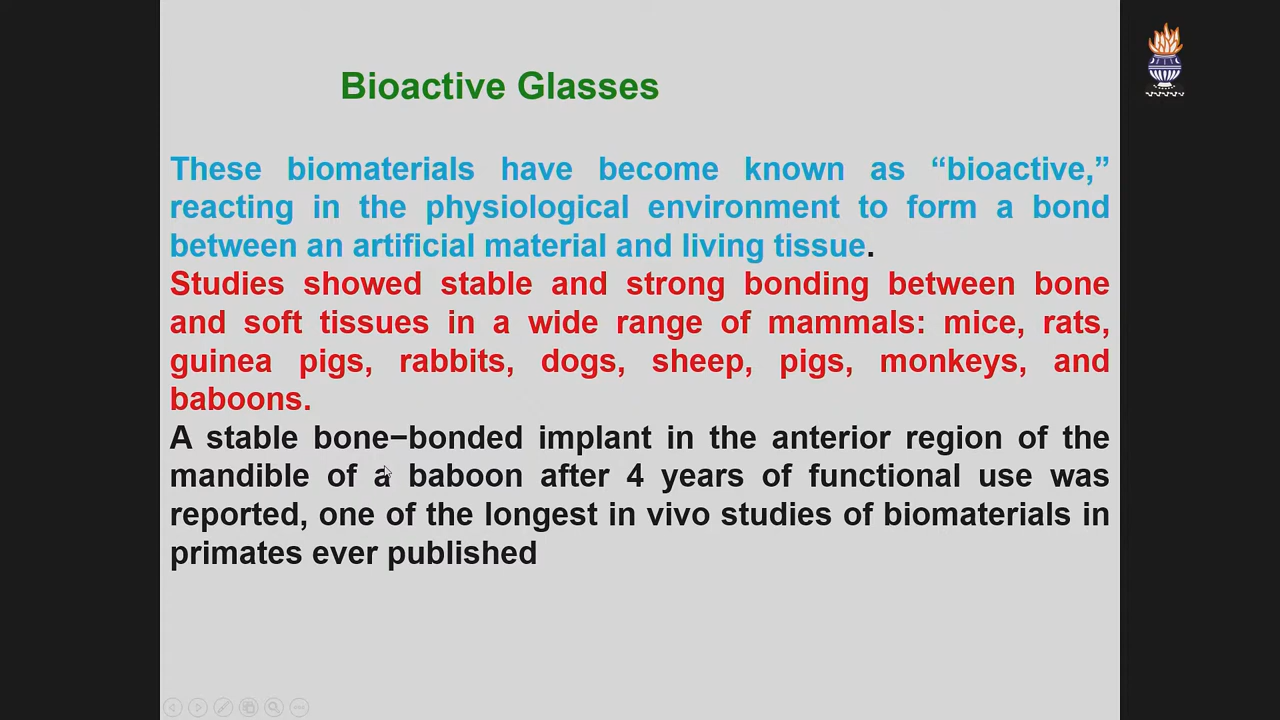 Bioactive Glasses
These biomaterials have become known as “bioactive,”
reacting in the physiological environment to form a bond
between an artificial material and living tissue.
Studies showed stable and strong bonding between bone
and soft tissues in a wide range of mammals: mice, rats,
guinea pigs, rabbits, dogs, sheep, pigs, monkeys, and
baboons.
A stable bone−bonded implant in the anterior region of the
mandible of a baboon after 4 years of functional use was
reported, one of the longest in vivo studies of biomaterials in
primates ever published